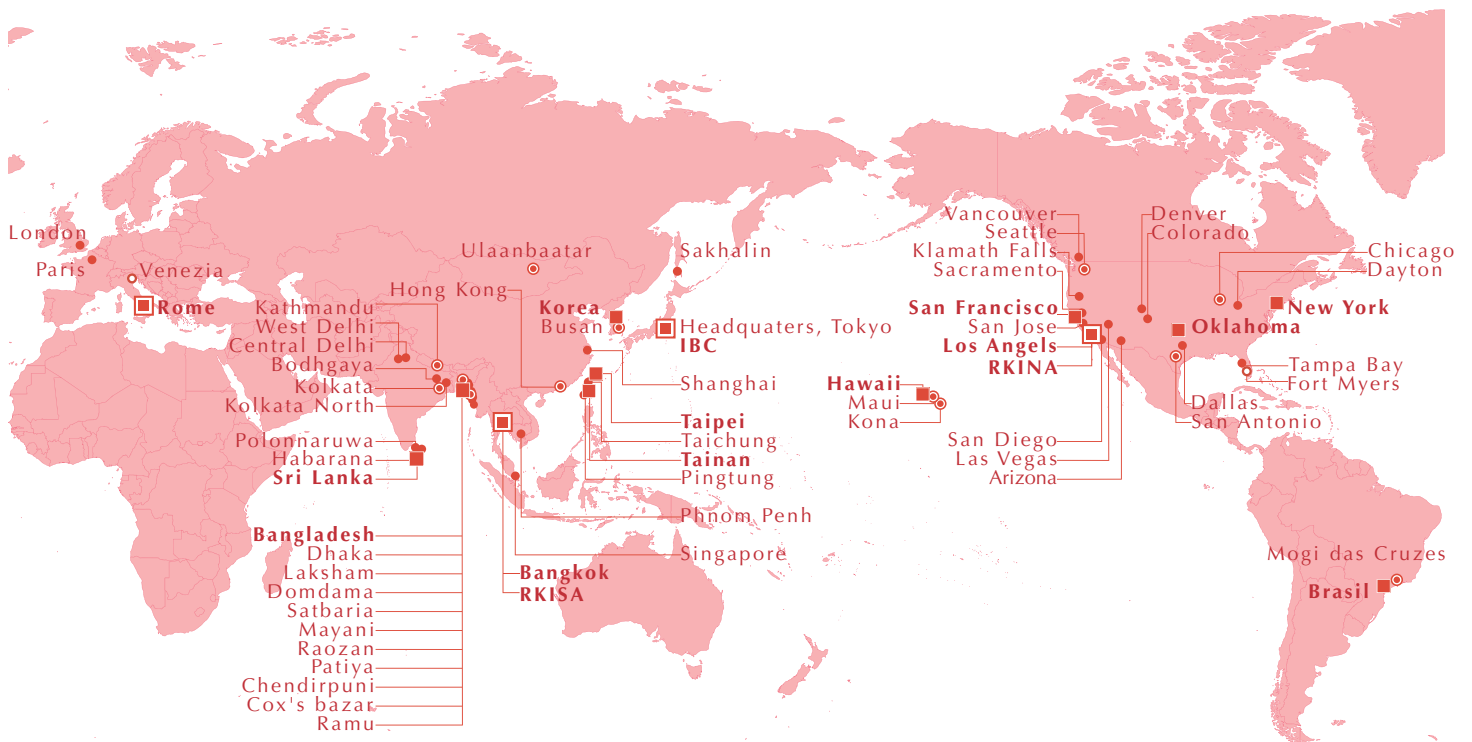 London
Paris
Venezia
Rome
Ulaanbaatar
Sakhalin
Hong Kong
Korea
Busan
Headquaters, Tokyo
IBC
Kathmandu
West Delhi
Central Delhi
Bodhgaya
Kolkata
Kolkata North
Polonnaruwa
Habarana
Sri Lanka
Bangladesh
Dhaka
Laksham
Domdama
Satbaria
Mayani
Raozan
Patiya
Chendirpuni
Cox's bazar
Ramu
Shanghai
Taipei
Taichung
Tainan
Pingtung
Phnom Penh
Singapore
Bangkok
RKISA
Hawaii
Maui
Kona
Vancouver
Seattle
Klamath Falls
Sacramento
San Francisco
San Jose
Los Angels
RKINA
San Diego
Las Vegas
Arizona
Denver
Colorado
Chicago
Dayton
New York
Oklahoma
Tampa Bay
Fort Myers
Dallas
San Antonio
Mogi das Cruzes
Brasil